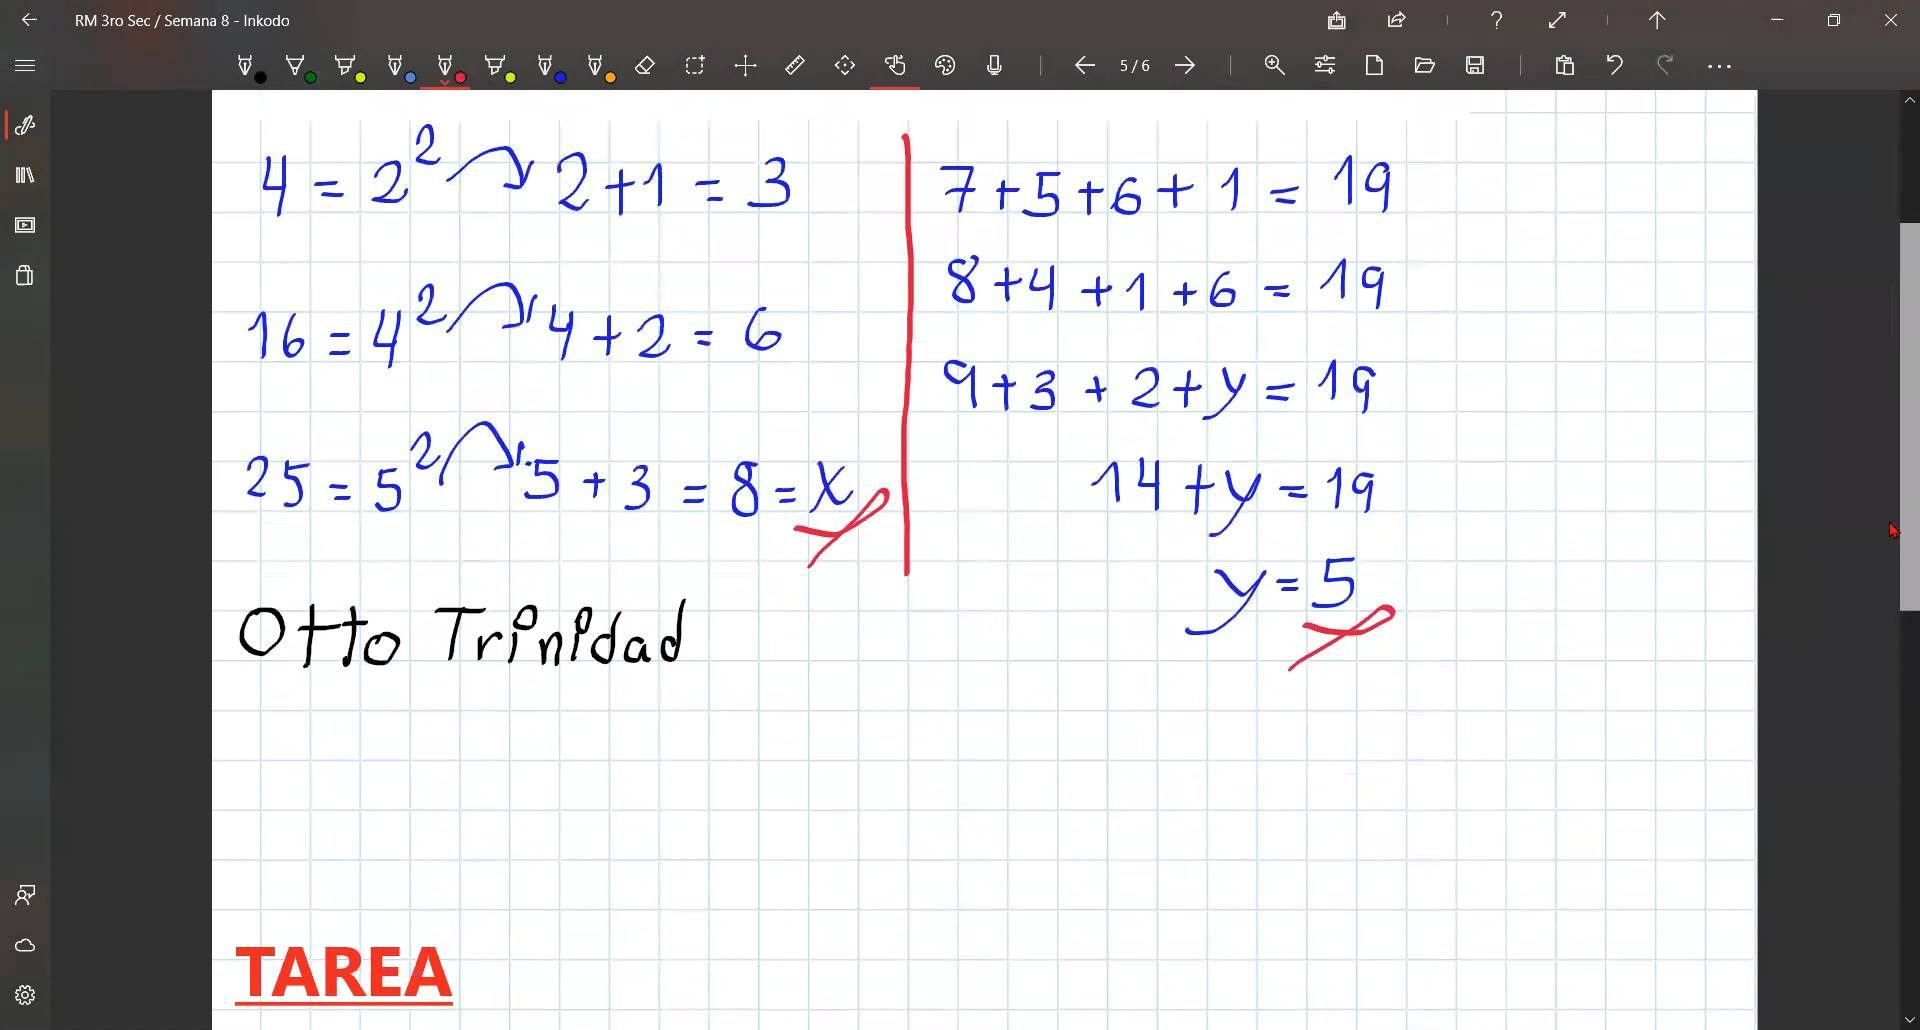 RM 3ro Sec / Semana 8 - Inkodo
5 / 6
4 = 2² 2 + 1 = 3
16 = 4² 4 + 2 = 6
25 = 5² 5 + 3 = 8 = x
Otto Trinidad
7 + 5 + 6 + 1 = 19
8 + 4 + 1 + 6 = 19
9 + 3 + 2 + y = 19
14 + y = 19
y = 5
TAREA